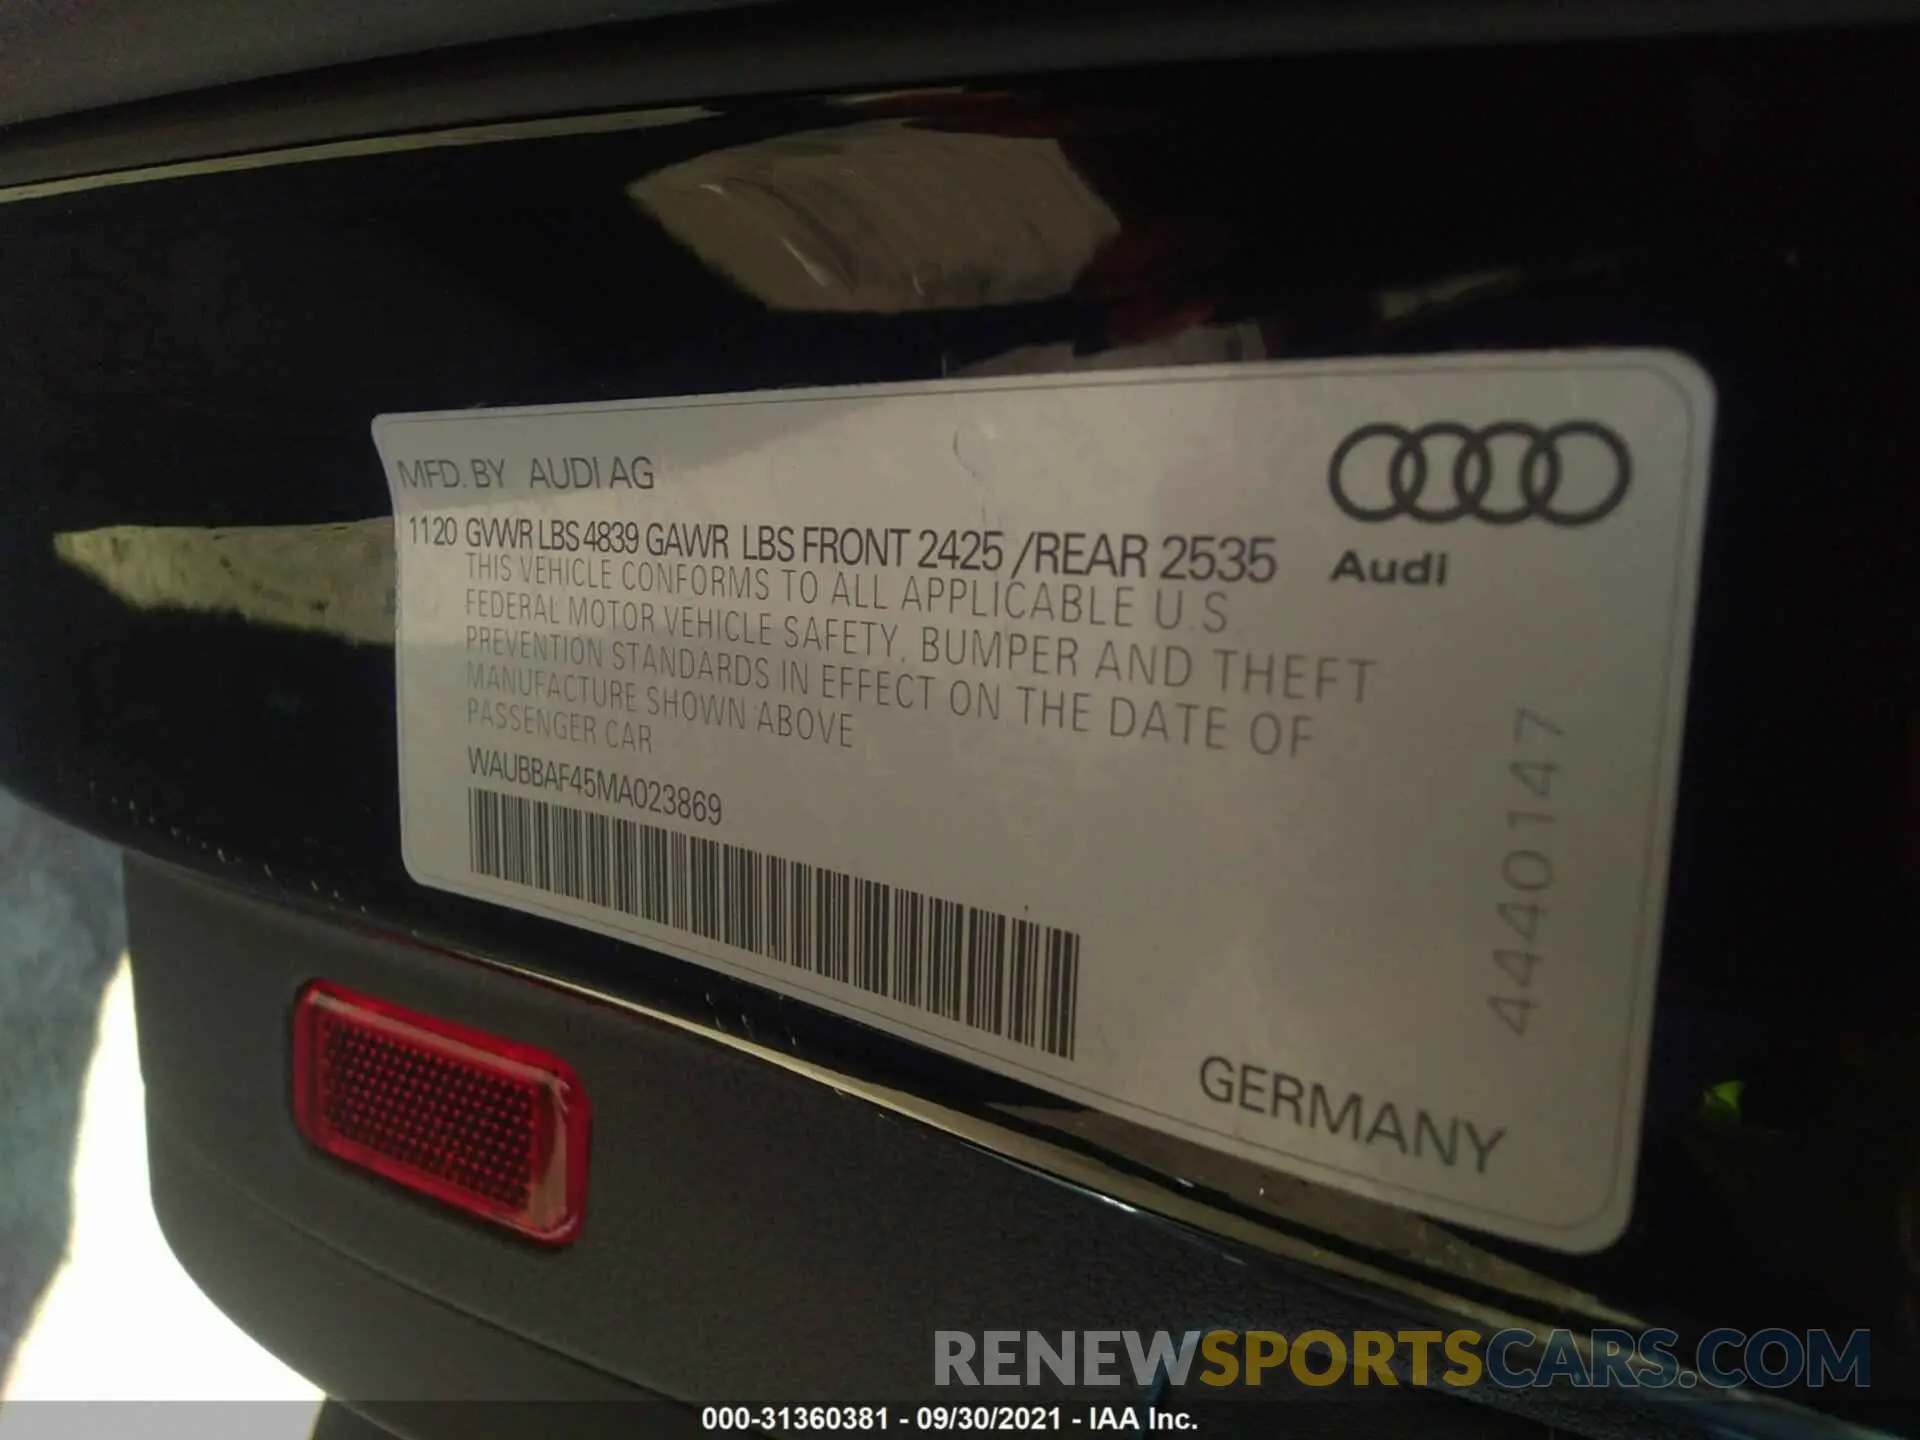 MFD. BY AUDI AG
1120 GVWR LBS 4839 GAWR LBS FRONT 2425 /REAR 2535
THIS VEHICLE CONFORMS TO ALL APPLICABLE U.S
FEDERAL MOTOR VEHICLE SAFETY, BUMPER AND THEFT
PREVENTION STANDARDS IN EFFECT ON THE DATE OF
MANUFACTURE SHOWN ABOVE
PASSENGER CAR
WAUBBAF45MA023869
Audi
4440147
GERMANY
RENEWSPORTSCARS.COM
000-31360381 - 09/30/2021 - IAA Inc.